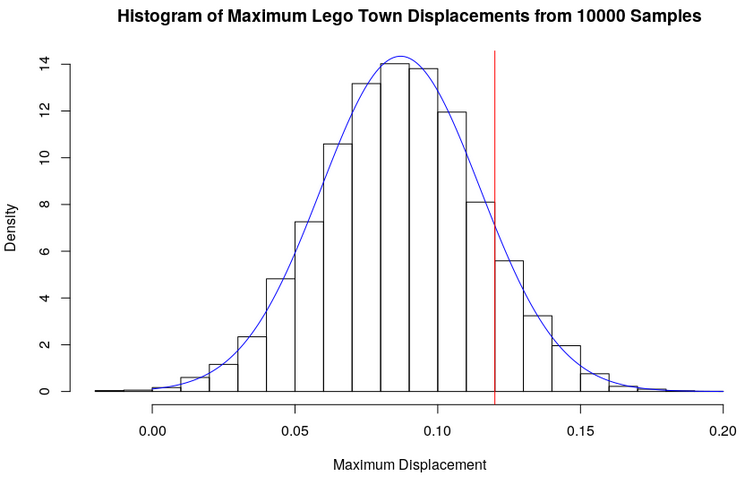 Histogram of Maximum Lego Town Displacements from 10000 Samples
14
12
10
8
6
4
2
0
Density
0.00 0.05 0.10 0.15 0.20
Maximum Displacement